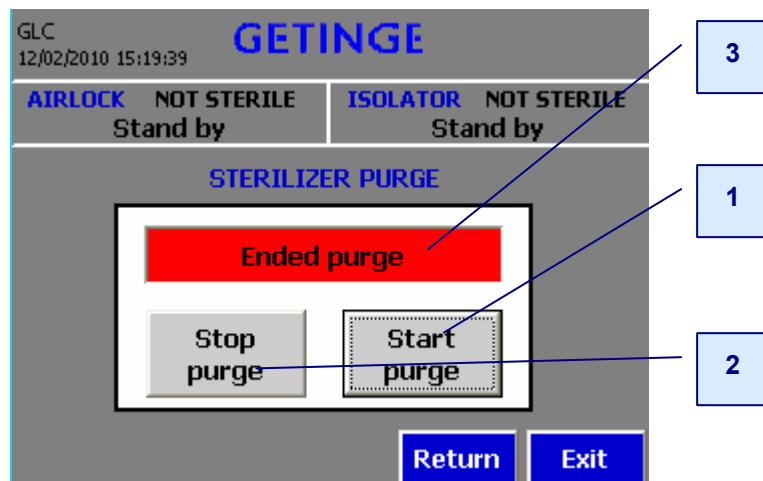 GLC
12/02/2010 15:19:39
GETINGE
AIRLOCK NOT STERILE
Stand by
ISOLATOR NOT STERILE
Stand by
STERILIZER PURGE
Ended purge
Stop
purge
Start
purge
Return
Exit
3
1
2